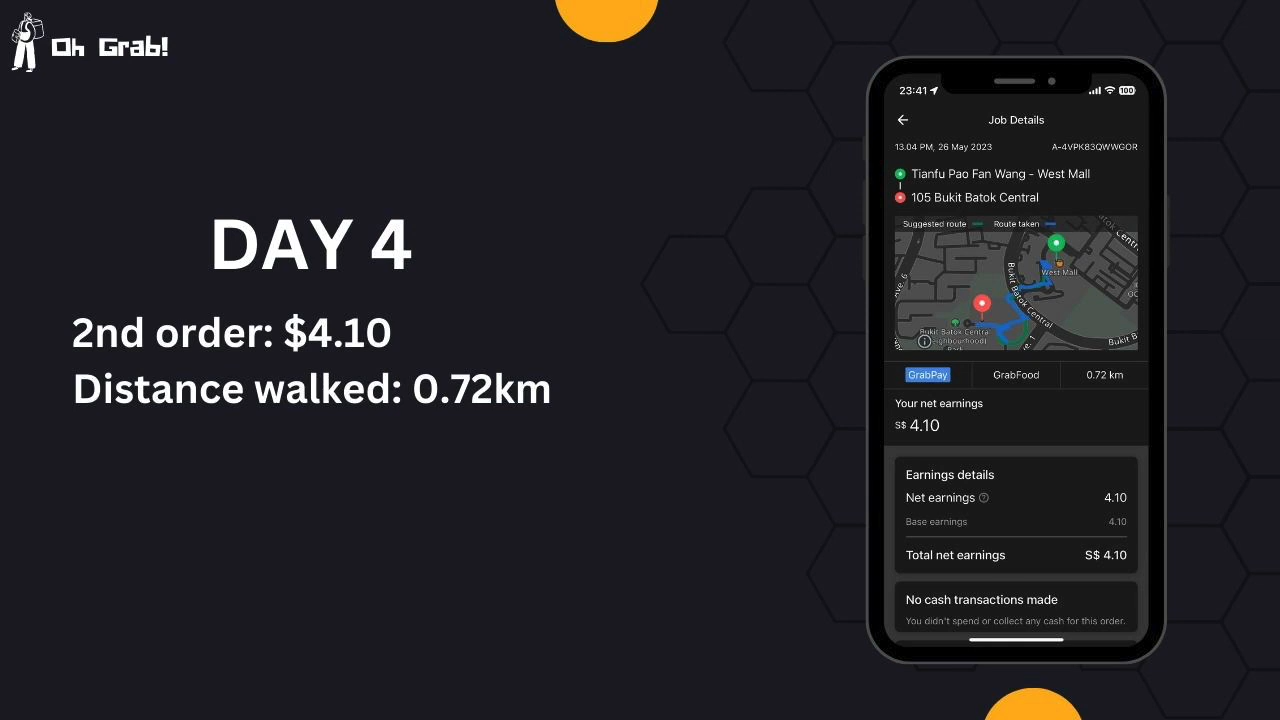 Oh Grab!
DAY 4
2nd order: $4.10
Distance walked: 0.72km
23:41
100
Job Details
13.04 PM, 26 May 2023 A-4VPK83QWWGOR
Tianfu Pao Fan Wang - West Mall
105 Bukit Batok Central
Suggested route Route taken
West Mall
Bukit Batok Central
Bukit Batok Central
GrabPay GrabFood 0.72 km
Your net earnings
S$ 4.10
Earnings details
Net earnings 4.10
Base earnings 4.10
Total net earnings S$ 4.10
No cash transactions made
You didn't spend or collect any cash for this order.